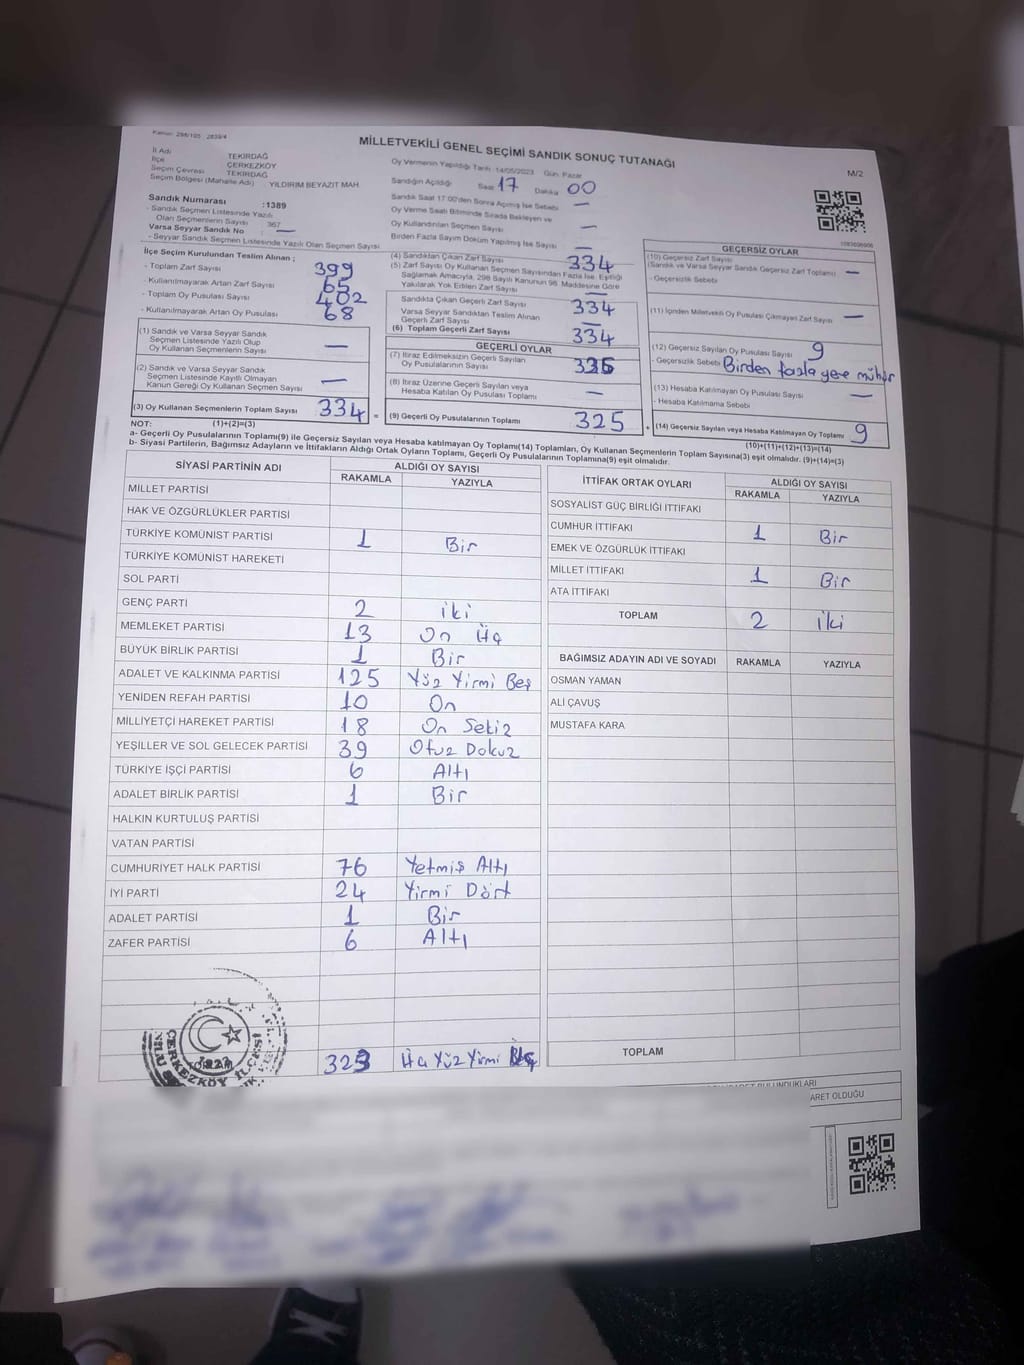 Kanun: 298/105 2839/4
MİLLETVEKİLİ GENEL SEÇİMİ SANDIK SONUÇ TUTANAĞI
M/2
İl Adı TEKİRDAĞ
İlçe ÇERKEZKÖY
Seçim Çevresi TEKİRDAĞ
Seçim Bölgesi (Mahalle Adı) YILDIRIM BEYAZIT MAH.
Oy Vermenin Yapıldığı Tarih: 14/05/2023 Gün: Pazar
Sandığın Açıldığı Saat 17 Dakika 00
Sandık Saat 17:00'den Sonra Açılmış İse Sebebi —
Oy Verme Saati Bitiminde Sırada Bekleyen ve
Oy Kullandırılan Seçmen Sayısı —
Birden Fazla Sayım Döküm Yapılmış İse Sayısı —
Sandık Numarası :1389
- Sandık Seçmen Listesinde Yazılı
Olan Seçmenlerin Sayısı : 367
Varsa Seyyar Sandık No —
- Seyyar Sandık Seçmen Listesinde Yazılı Olan Seçmen Sayısı
İlçe Seçim Kurulundan Teslim Alınan ;
- Toplam Zarf Sayısı 399
- Kullanılmayarak Artan Zarf Sayısı 65
- Toplam Oy Pusulası Sayısı 402
- Kullanılmayarak Artan Oy Pusulası 68
(1) Sandık ve Varsa Seyyar Sandık
Seçmen Listesinde Yazılı Olup
Oy Kullanan Seçmenlerin Sayısı —
(2) Sandık ve Varsa Seyyar Sandık
Seçmen Listesinde Kayıtlı Olmayan
Kanun Gereği Oy Kullanan Seçmen Sayısı —
(3) Oy Kullanan Seçmenlerin Toplam Sayısı 334 =
(4) Sandıktan Çıkan Zarf Sayısı 334
(5) Zarf Sayısı Oy Kullanan Seçmen Sayısından Fazla İse, Eşitliği
Sağlamak Amacıyla, 298 Sayılı Kanunun 98. Maddesine Göre
Yakılarak Yok Edilen Zarf Sayısı —
Sandıkta Çıkan Geçerli Zarf Sayısı 334
Varsa Seyyar Sandıktan Teslim Alınan
Geçerli Zarf Sayısı —
(6) Toplam Geçerli Zarf Sayısı 334
GEÇERLİ OYLAR
(7) İtiraz Edilmeksizin Geçerli Sayılan
Oy Pusulalarının Sayısı
(8) İtiraz Üzerine Geçerli Sayılan veya
Hesaba Katılan Oy Pusulası Toplamı —
(9) Geçerli Oy Pusulalarının Toplamı 325 +
GEÇERSİZ OYLAR
1083606606
(10) Geçersiz Zarf Sayısı
(Sandık ve Varsa Seyyar Sandık Geçersiz Zarf Toplamı) —
- Geçersizlik Sebebi
(11) İçinden Milletvekili Oy Pusulası Çıkmayan Zarf Sayısı —
(12) Geçersiz Sayılan Oy Pusulası Sayısı 9
- Geçersizlik Sebebi Birden fazla yere mühür
(13) Hesaba Katılmayan Oy Pusulası Sayısı —
- Hesaba Katılmama Sebebi
(14) Geçersiz Sayılan veya Hesaba Katılmayan Oy Toplamı 9
NOT: (1)+(2)=(3)
(10)+(11)+(12)+(13)=(14)
a- Geçerli Oy Pusulalarının Toplamı(9) ile Geçersiz Sayılan veya Hesaba katılmayan Oy Toplamı(14) Toplamları, Oy Kullanan Seçmenlerin Toplam Sayısına(3) eşit olmalıdır. (9)+(14)=(3)
b- Siyasi Partilerin, Bağımsız Adayların ve İttifakların Aldığı Ortak Oyların Toplamı, Geçerli Oy Pusulalarının Toplamına(9) eşit olmalıdır.
SİYASİ PARTİNİN ADI ALDIĞI OY SAYISI
RAKAMLA YAZIYLA
MİLLET PARTİSİ
HAK VE ÖZGÜRLÜKLER PARTİSİ
TÜRKİYE KOMÜNİST PARTİSİ 1 Bir
TÜRKİYE KOMÜNİST HAREKETİ
SOL PARTİ
GENÇ PARTİ 2 iki
MEMLEKET PARTİSİ 13 On Üç
BÜYÜK BİRLİK PARTİSİ 1 Bir
ADALET VE KALKINMA PARTİSİ 125 Yüz Yirmi Beş
YENİDEN REFAH PARTİSİ 10 On
MİLLİYETÇİ HAREKET PARTİSİ 18 On Sekiz
YEŞİLLER VE SOL GELECEK PARTİSİ 39 Otuz Dokuz
TÜRKİYE İŞÇİ PARTİSİ 6 Altı
ADALET BİRLİK PARTİSİ 1 Bir
HALKIN KURTULUŞ PARTİSİ
VATAN PARTİSİ
CUMHURİYET HALK PARTİSİ 76 Yetmiş Altı
İYİ PARTİ 24 Yirmi Dört
ADALET PARTİSİ 1 Bir
ZAFER PARTİSİ 6 Altı
TOPLAM 323 Üç Yüz Yirmi
İTTİFAK ORTAK OYLARI ALDIĞI OY SAYISI
RAKAMLA YAZIYLA
SOSYALİST GÜÇ BİRLİĞİ İTTİFAKI
CUMHUR İTTİFAKI 1 Bir
EMEK VE ÖZGÜRLÜK İTTİFAKI
MİLLET İTTİFAKI 1 Bir
ATA İTTİFAKI
TOPLAM 2 iki
BAĞIMSIZ ADAYIN ADI VE SOYADI RAKAMLA YAZIYLA
OSMAN YAMAN
ALİ ÇAVUŞ
MUSTAFA KARA
TOPLAM
ÇERKEZKÖY İLÇESİ
ARET OLDUĞU